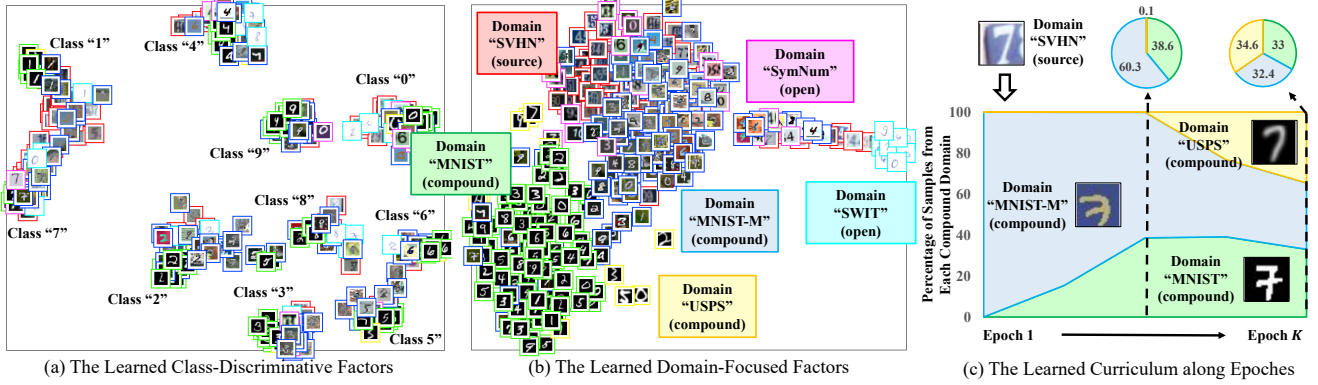 Class “1”
Class “4”
Class “0”
Class “9”
Class “7”
Class “8”
Class “6”
Class “2”
Class “3”
Class 5”
(a) The Learned Class-Discriminative Factors
Domain
“SVHN”
(source)
Domain
“SymNum”
(open)
Domain
“MNIST”
(compound)
Domain
“MNIST-M”
(compound)
Domain
“SWIT”
(open)
Domain
“USPS”
(compound)
(b) The Learned Domain-Focused Factors
Domain
“SVHN”
(source)
0.1
38.6
60.3
34.6
33
32.4
Percentage of Samples from
Each Compound Domain
100
80
60
40
20
0
Domain
“USPS”
(compound)
Domain
“MNIST-M”
(compound)
Domain
“MNIST”
(compound)
Epoch 1
Epoch K
(c) The Learned Curriculum along Epoches